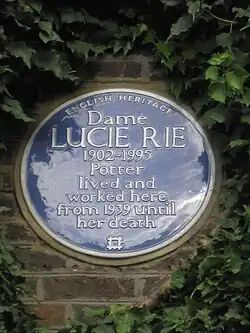 ENGLISH HERITAGE
Dame
LUCIE RIE
1902-1995
Potter
lived and
worked here
from 1939 until
her death